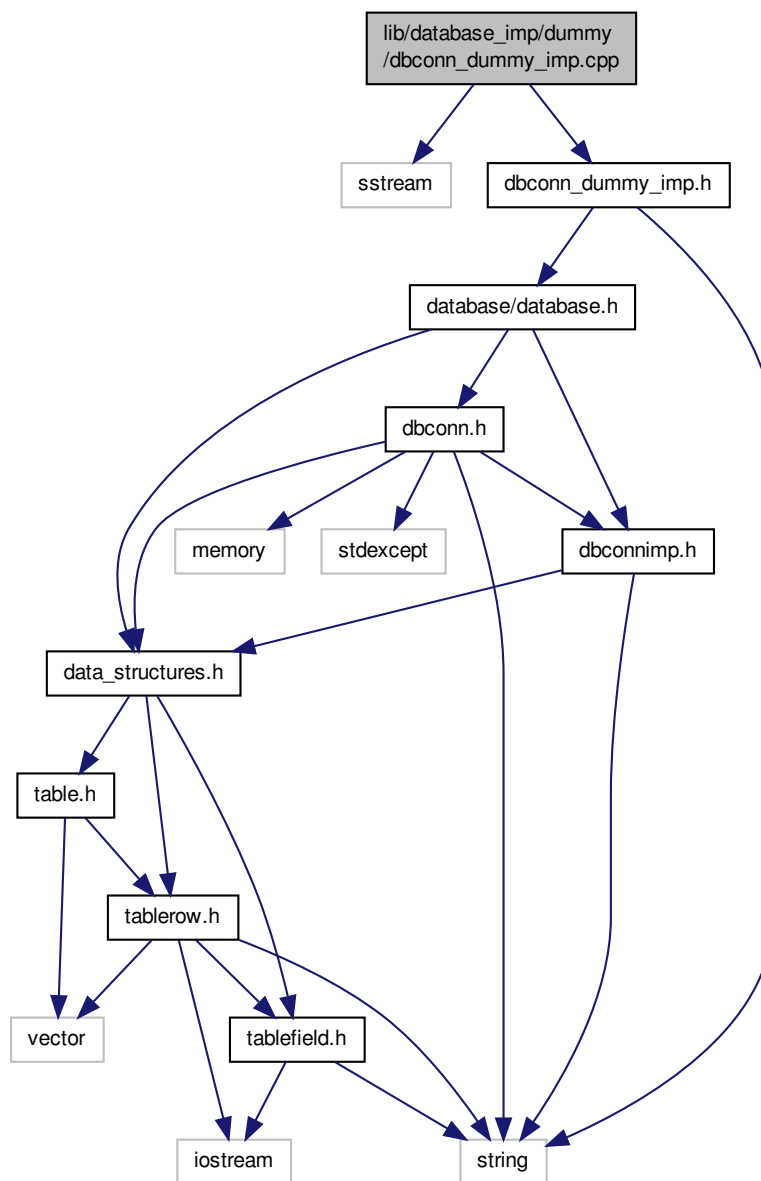 lib/database_imp/dummy
/dbconn_dummy_imp.cpp
sstream
dbconn_dummy_imp.h
database/database.h
dbconn.h
memory
stdexcept
dbconnimp.h
data_structures.h
table.h
tablerow.h
vector
tablefield.h
iostream
string